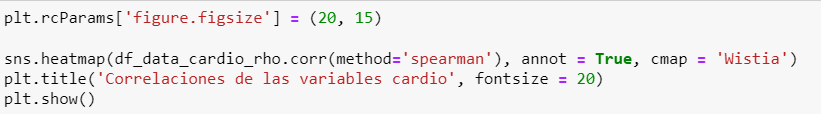 plt.rcParams['figure.figsize'] = (20, 15)
sns.heatmap(df_data_cardio_rho.corr(method='spearman'), annot = True, cmap = 'Wistia')
plt.title('Correlaciones de las variables cardio', fontsize = 20)
plt.show()